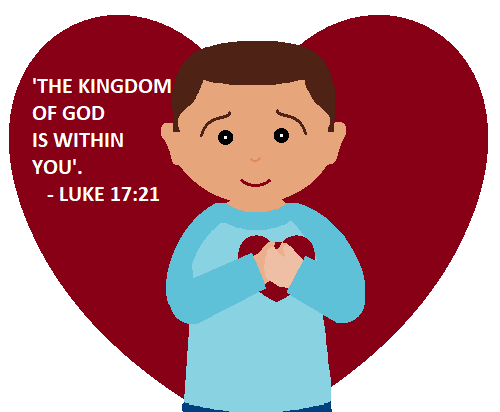 'THE KINGDOM
OF GOD
IS WITHIN
YOU'.
- LUKE 17:21